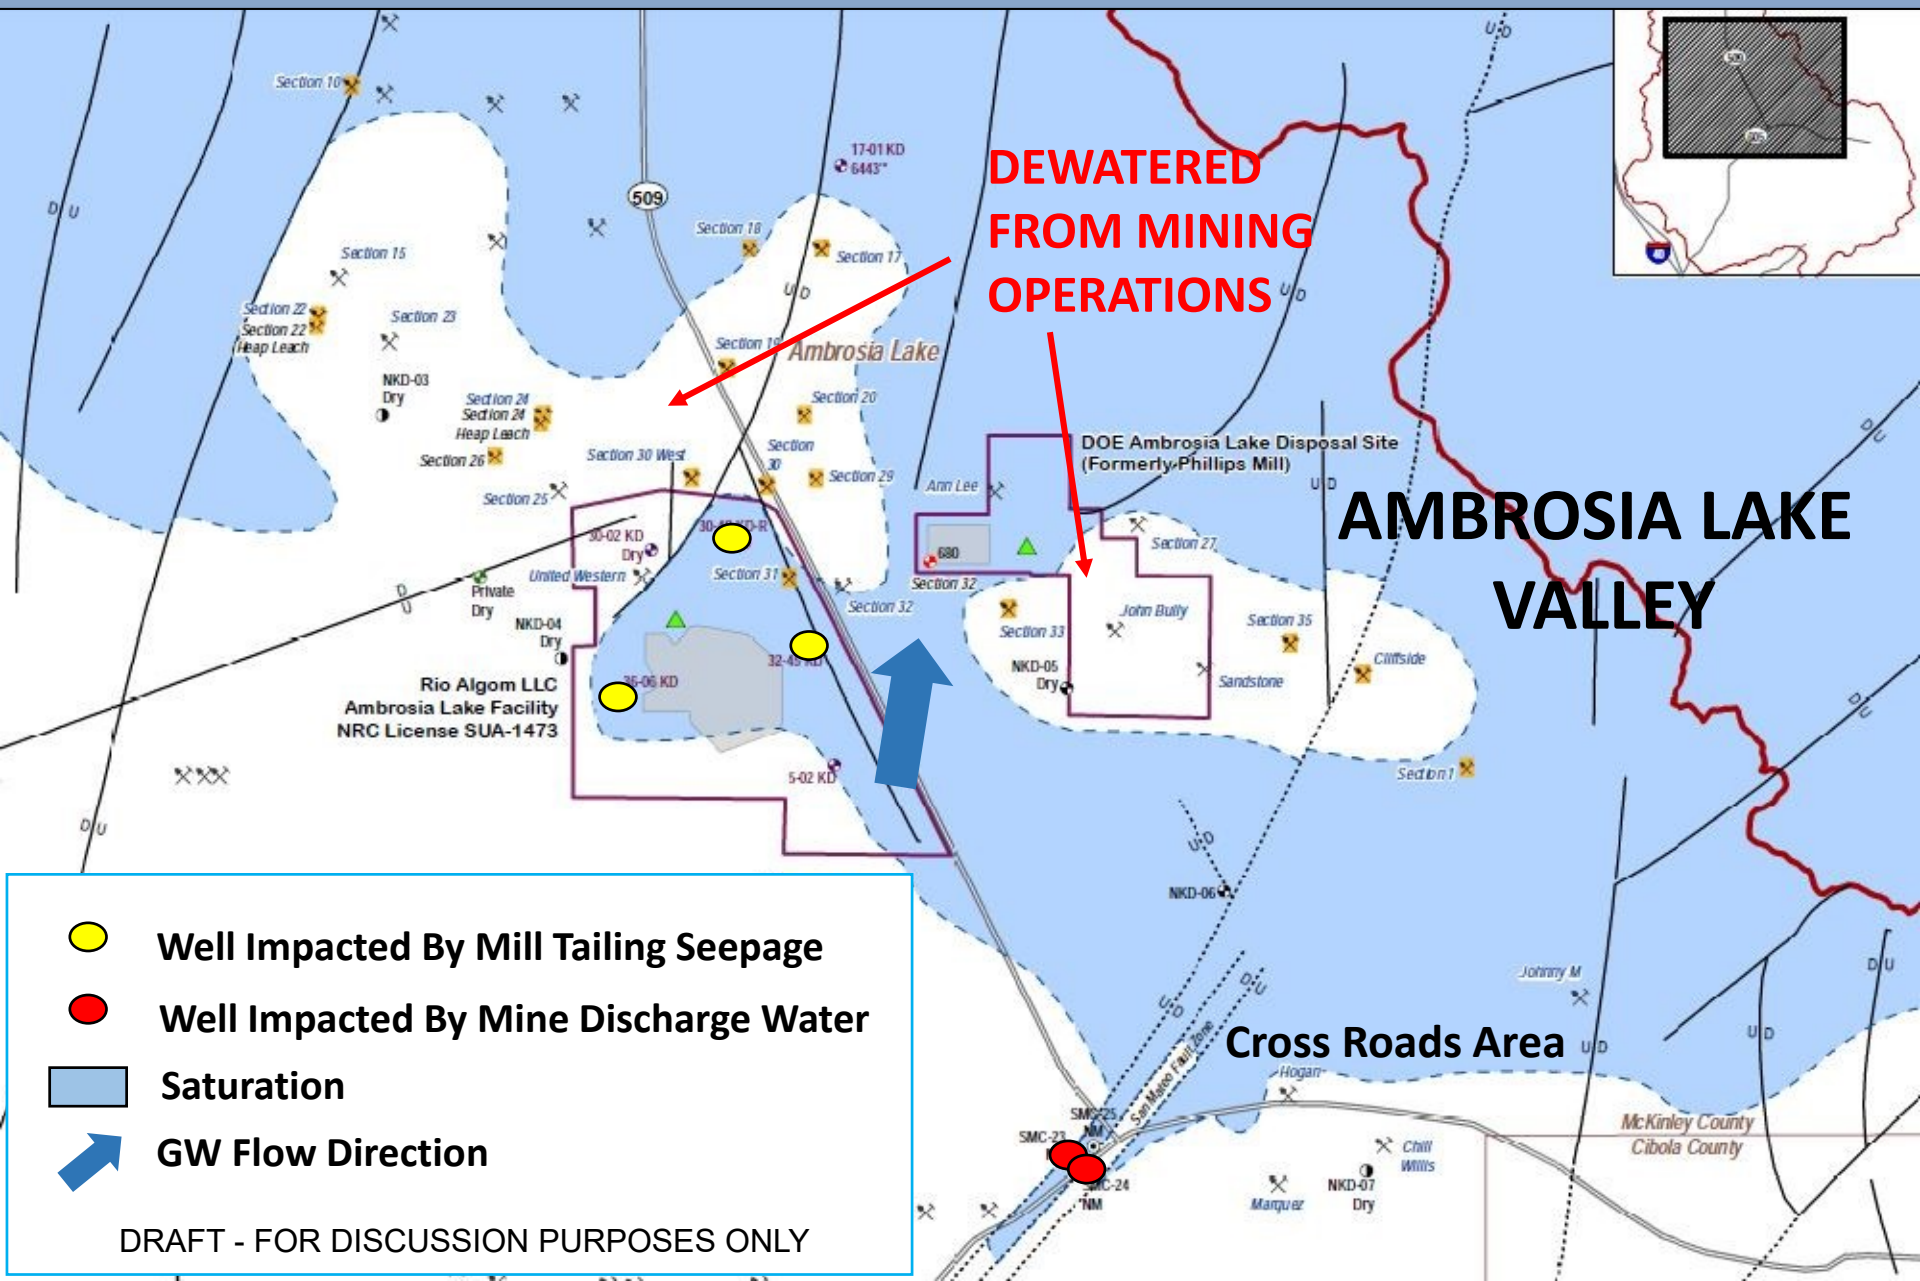 U D
Section 10
17-01 KD
6443'*
DEWATERED
FROM MINING
OPERATIONS
509
605
40
509
D U
Section 18
Section 17
Section 15
U D
U D
Section 22
Section 22
Heap Leach
Section 23
Section 19
Ambrosia Lake
NKD-03
Dry
Section 24
Section 24
Heap Leach
Section 20
Section 26
Section 30 West
Section
30
Section 29
Section 25
Ann Lee
DOE Ambrosia Lake Disposal Site
(Formerly Phillips Mill)
D U
U D
AMBROSIA LAKE
VALLEY
30-02 KD
Dry
Section 27
680
United Western
Section 31
Section 32
Section 32
Private
Dry
D
U
NKD-04
Dry
John Bully
Section 33
Section 35
NKD-05
Dry
Cliffside
Sandstone
32-45 KD
36-06 KD
Rio Algom LLC
Ambrosia Lake Facility
NRC License SUA-1473
D U
5-02 KD
Section 1
D U
U D
NKD-06
Well Impacted By Mill Tailing Seepage
Well Impacted By Mine Discharge Water
Saturation
GW Flow Direction
DRAFT - FOR DISCUSSION PURPOSES ONLY
D U
Johnny M
D U
U D
San Mateo Fault Zone
Cross Roads Area
U D
U D
Hogan
SMC-25
NM
SMC-23
SMC-24
NM
McKinley County
Cibola County
Chill
Willis
Marquez
NKD-07
Dry